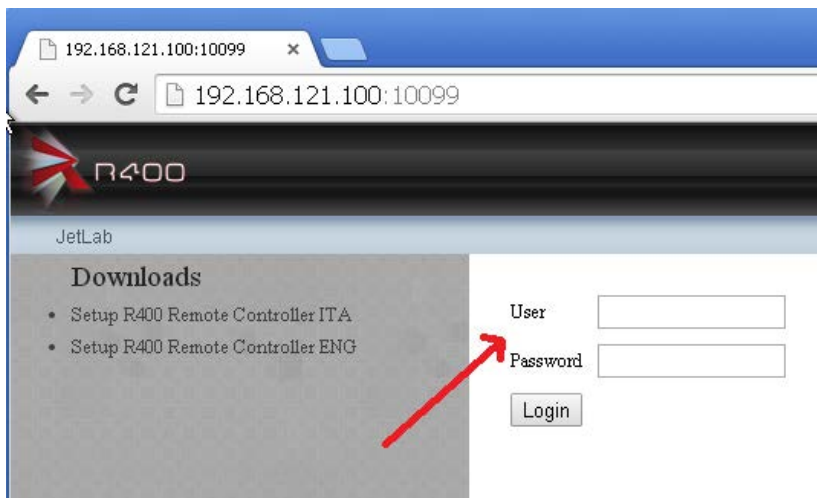 192.168.121.100:10099
192.168.121.100:10099
R400
JetLab
Downloads
Setup R400 Remote Controller ITA
Setup R400 Remote Controller ENG
User
Password
Login